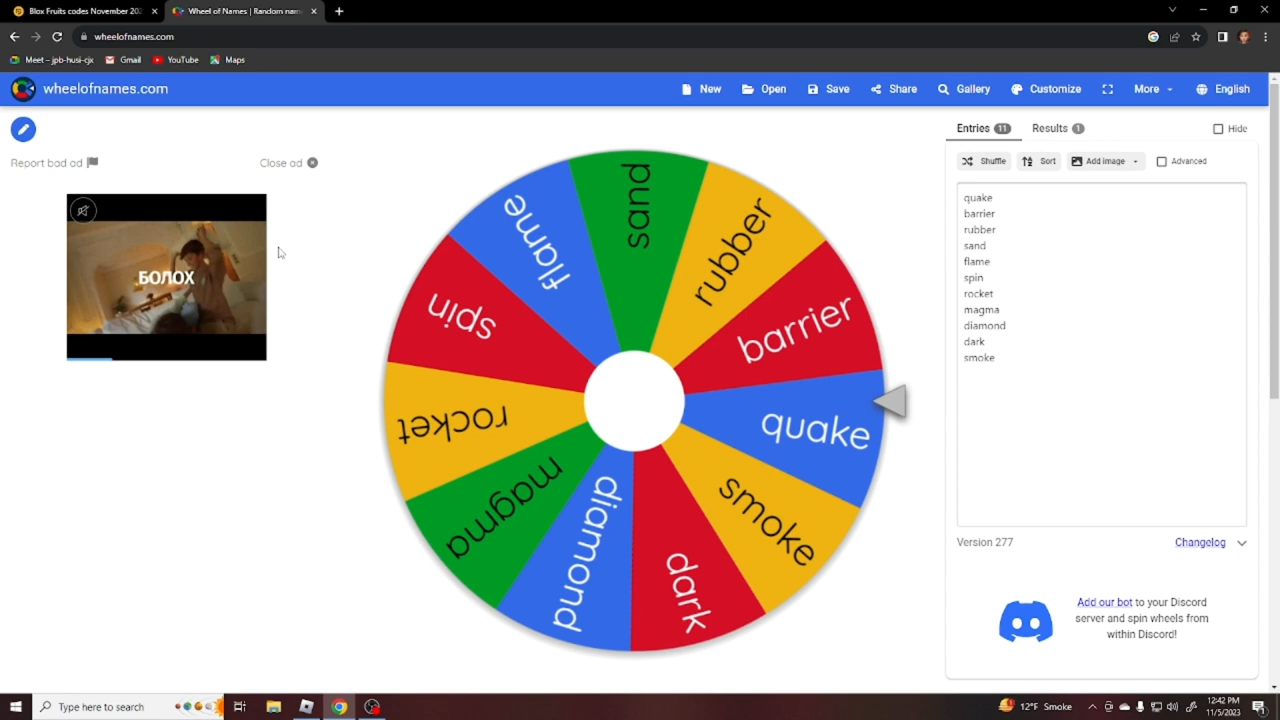 Blox Fruits codes November 202
Wheel of Names | Random nam
wheelofnames.com
Meet – jpb-husi-cjx
Gmail
YouTube
Maps
wheelofnames.com
New
Open
Save
Share
Gallery
Customize
More
English
Report bad ad
Close ad
БОЛОХ
sand
rubber
barrier
quake
smoke
dark
diamond
magma
rocket
spin
flame
Entries 11
Results 1
Hide
Shuffle
Sort
Add image
Advanced
quake
barrier
rubber
sand
flame
spin
rocket
magma
diamond
dark
smoke
Version 277
Changelog
Add our bot to your Discord
server and spin wheels from
within Discord!
Type here to search
12°F Smoke
12:42 PM
11/5/2023